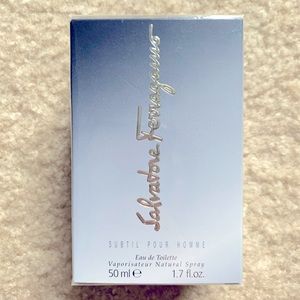 Salvatore Ferragamo
SUBTIL POUR HOMME
Eau de Toilette
Vaporisateur Natural Spray
50 ml ℮ 1.7 fl.oz.